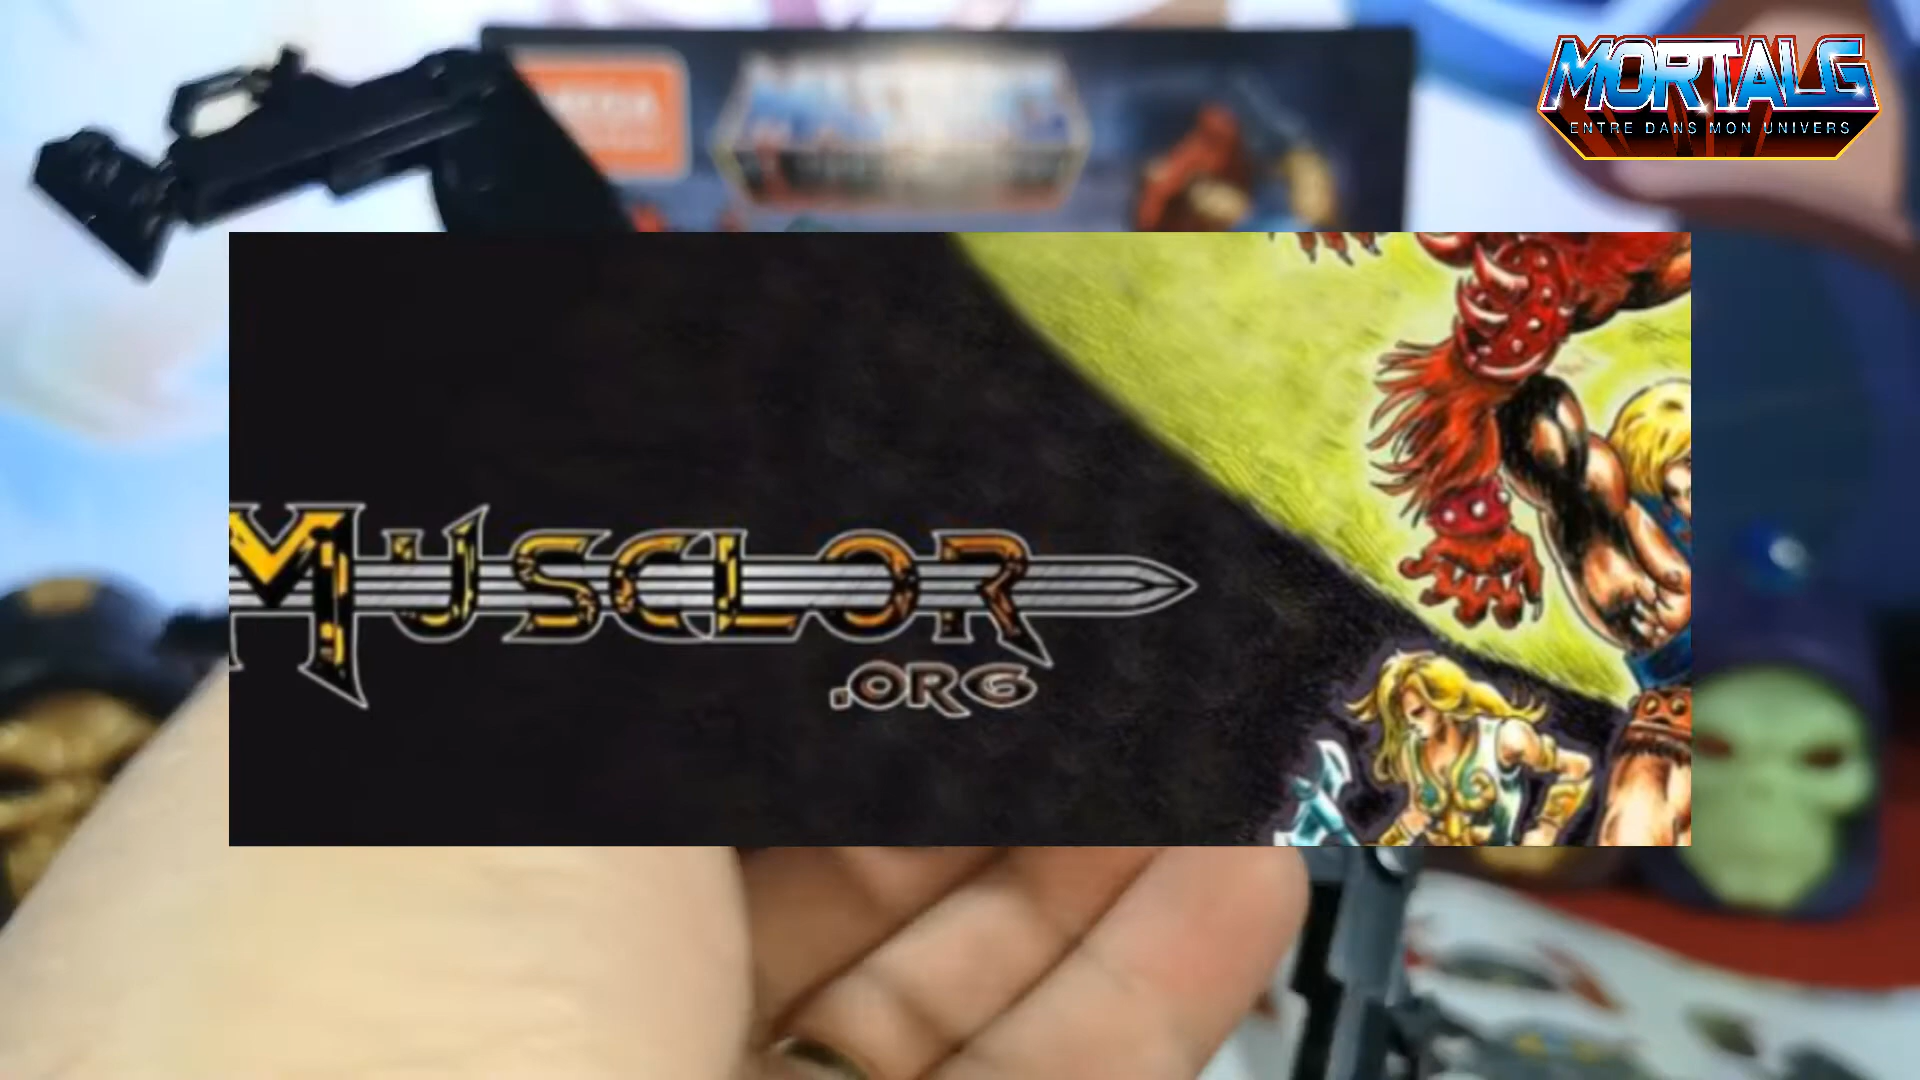 MORTALG
ENTRE DANS MON UNIVERS
MUSCLOR
.ORG